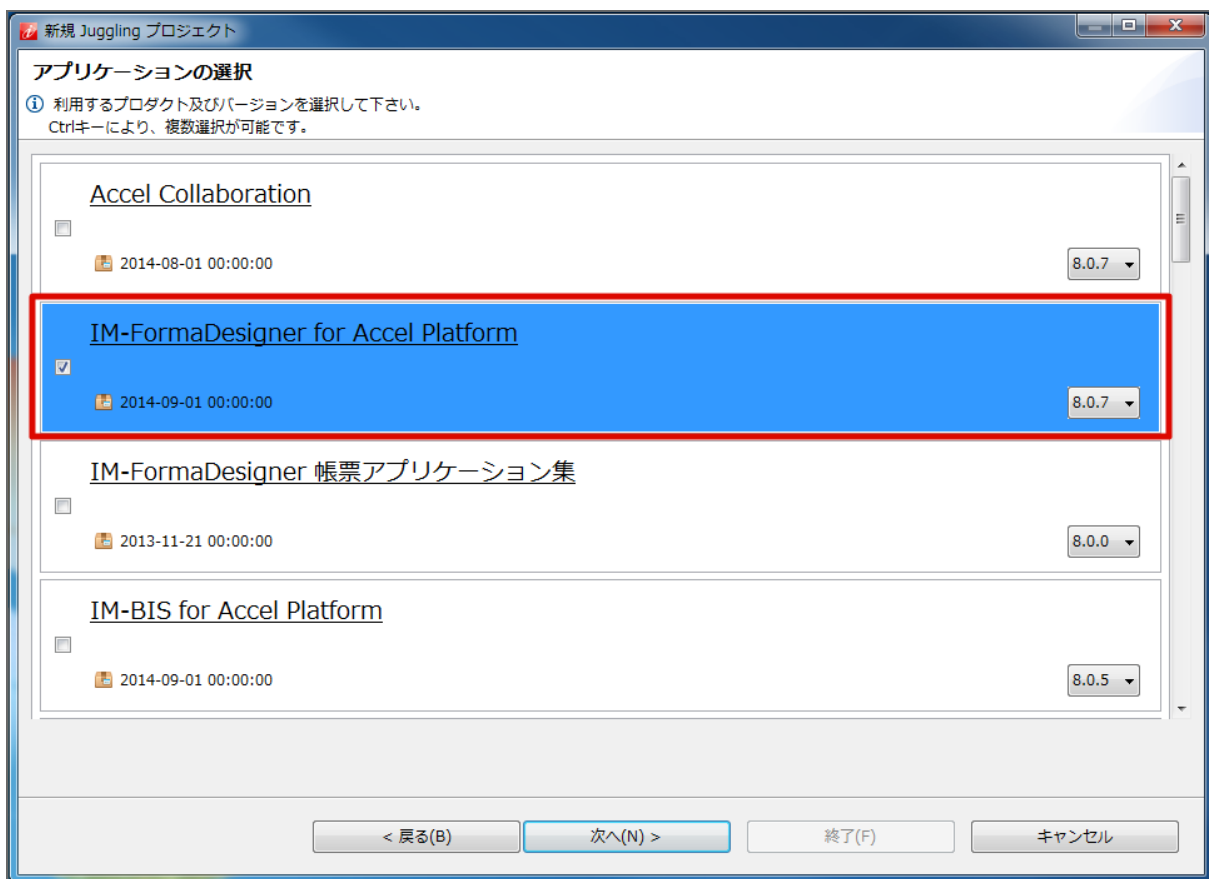 新規 Juggling プロジェクト
アプリケーションの選択
利用するプロダクト及びバージョンを選択して下さい。
Ctrlキーにより、複数選択が可能です。
Accel Collaboration
2014-08-01 00:00:00
8.0.7
IM-FormaDesigner for Accel Platform
2014-09-01 00:00:00
8.0.7
IM-FormaDesigner 帳票アプリケーション集
2013-11-21 00:00:00
8.0.0
IM-BIS for Accel Platform
2014-09-01 00:00:00
8.0.5
< 戻る(B)
次へ(N) >
終了(F)
キャンセル